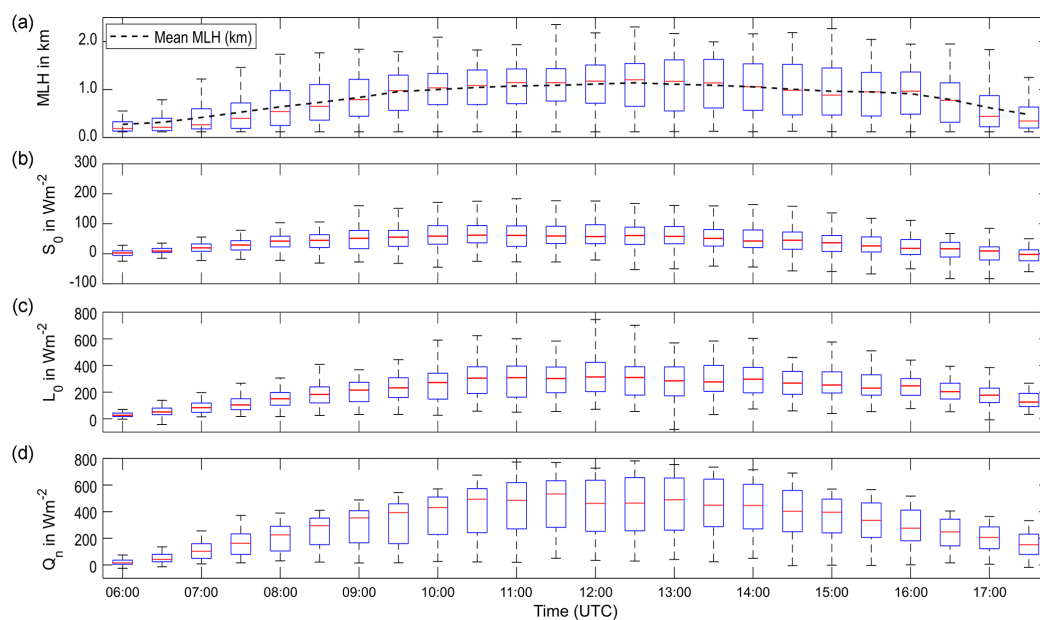 (a)
MLH in km
2.0
1.0
0.0
Mean MLH (km)
(b)
S₀ in Wm⁻²
300
200
100
0
-100
(c)
L₀ in Wm⁻²
800
600
400
200
0
(d)
Qₙ in Wm⁻²
800
600
400
200
0
06:00 07:00 08:00 09:00 10:00 11:00 12:00 13:00 14:00 15:00 16:00 17:00
Time (UTC)